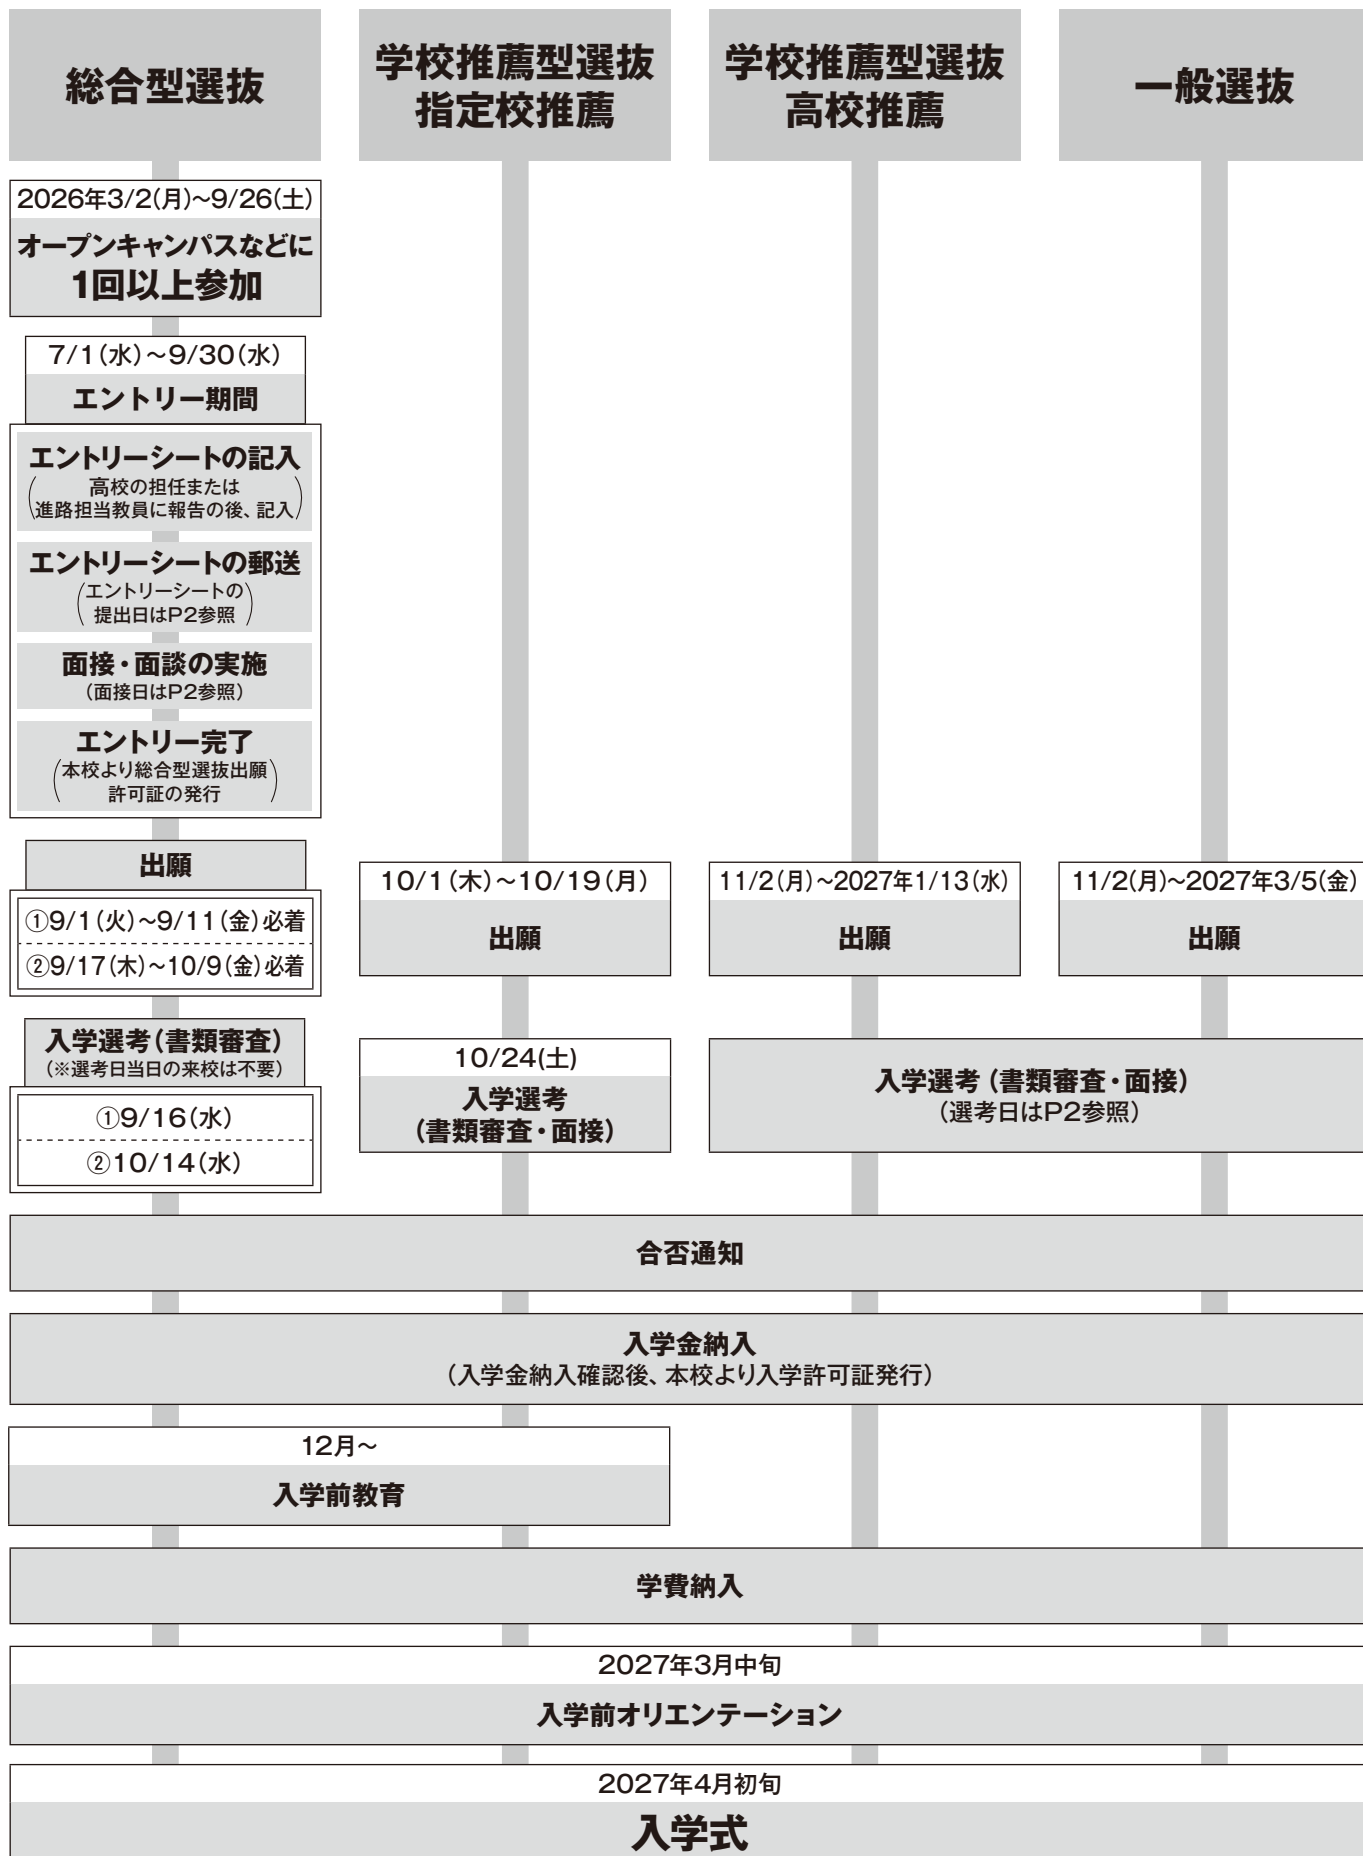 総合型選抜
学校推薦型選抜
指定校推薦
学校推薦型選抜
高校推薦
一般選抜
2026年3/2(月)~9/26(土)
オープンキャンパスなどに
1回以上参加
7/1(水)~9/30(水)
エントリー期間
エントリーシートの記入
(高校の担任または
進路担当教員に報告の後、記入)
エントリーシートの郵送
(エントリーシートの
提出日はP2参照)
面接・面談の実施
(面接日はP2参照)
エントリー完了
(本校より総合型選抜出願
許可証の発行)
出願
①9/1(火)~9/11(金)必着
②9/17(木)~10/9(金)必着
10/1(木)~10/19(月)
出願
11/2(月)~2027年1/13(水)
出願
11/2(月)~2027年3/5(金)
出願
入学選考(書類審査)
(※選考日当日の来校は不要)
①9/16(水)
②10/14(水)
10/24(土)
入学選考
(書類審査・面接)
入学選考(書類審査・面接)
(選考日はP2参照)
合否通知
入学金納入
(入学金納入確認後、本校より入学許可証発行)
12月~
入学前教育
学費納入
2027年3月中旬
入学前オリエンテーション
2027年4月初旬
入学式